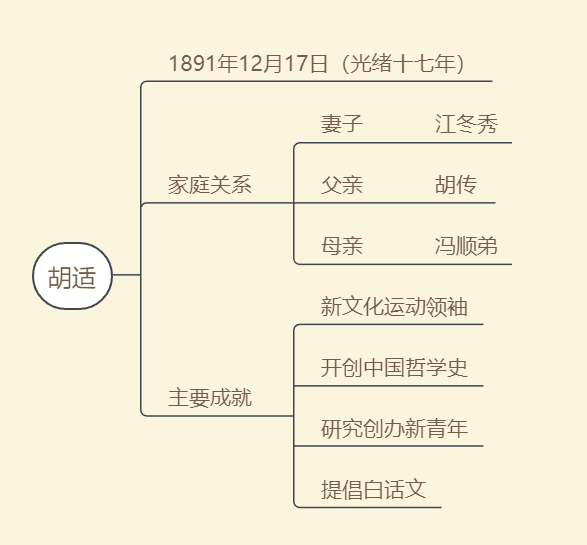 1891年12月17日（光绪十七年）
妻子 江冬秀
家庭关系
父亲 胡传
母亲 冯顺弟
胡适
新文化运动领袖
开创中国哲学史
主要成就
研究创办新青年
提倡白话文